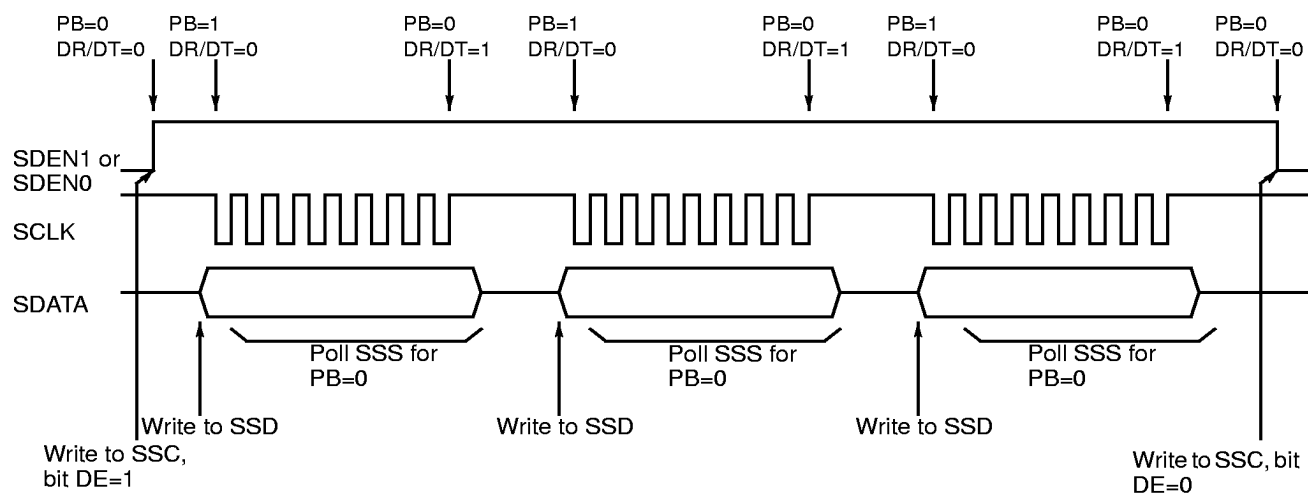 PB=0 PB=1 PB=0 PB=1 PB=0 PB=1 PB=0 PB=0
DR/DT=0 DR/DT=0 DR/DT=1 DR/DT=0 DR/DT=1 DR/DT=0 DR/DT=1 DR/DT=0
SDEN1 or
SDEN0
SCLK
SDATA
Poll SSS for Poll SSS for Poll SSS for
PB=0 PB=0 PB=0
Write to SSD Write to SSD Write to SSD
Write to SSC,
bit DE=1
Write to SSC, bit
DE=0